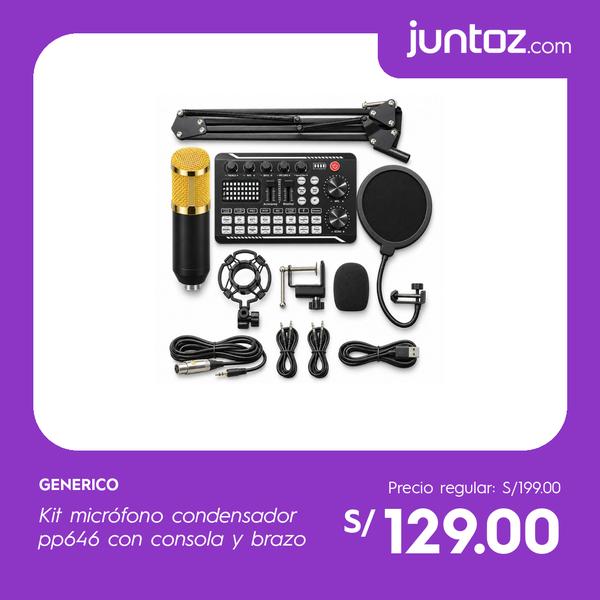 juntoz.com
GENERICO
Kit micrófono condensador
pp646 con consola y brazo
Precio regular: S/199.00
S/129.00